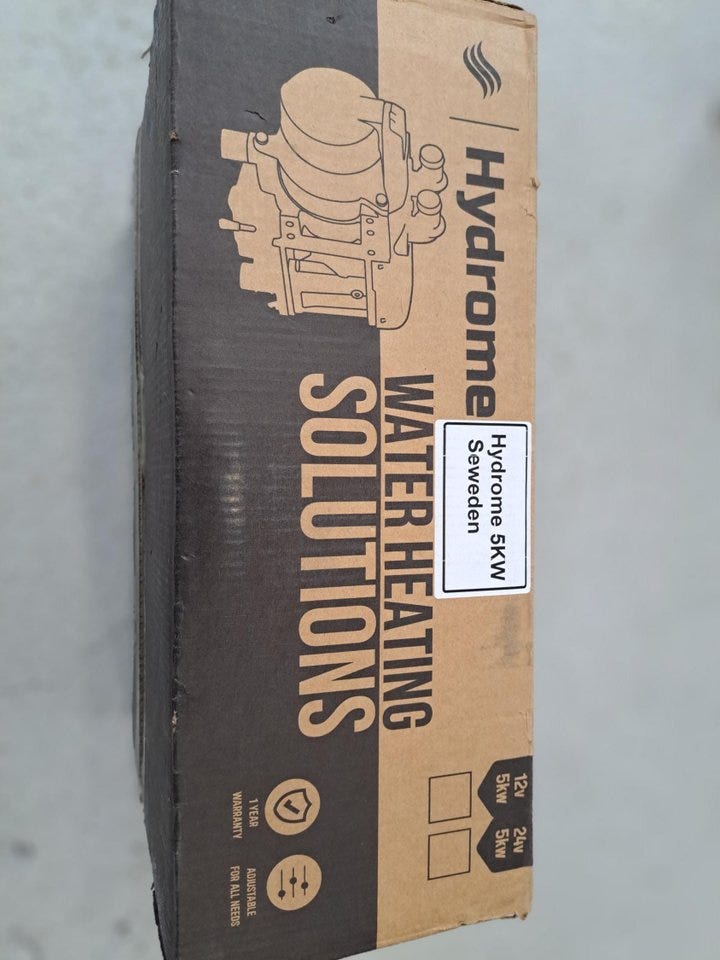 Hydrome
Hydrome 5KW
Seweden
WATER HEATING
SOLUTIONS
12v 24v
5kw 5kw
1 YEAR
WARRANTY
ADJUSTABLE
FOR ALL NEEDS